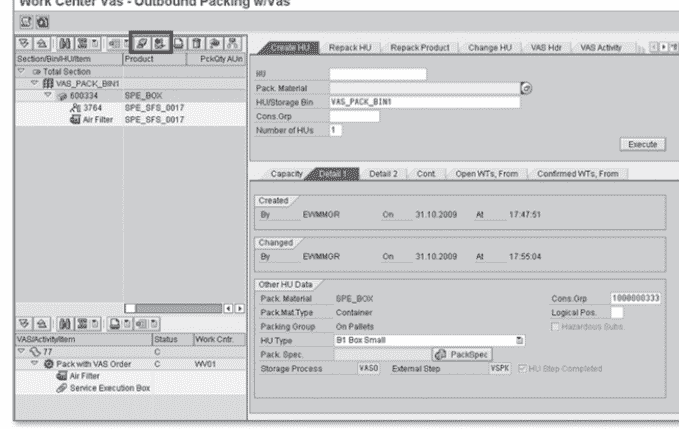 Work Center Vas - Outbound Packing w/Vas
Section/Bin/HU/Item Product PckQty AUn
Total Section
VAS_PACK_BIN1
600334 SPE_BOX
3764 SPE_SFS_0017
Air Filter SPE_SFS_0017
VAS/Activity/Item Status Work Cntr.
77 C
Pack with VAS Order C WV01
Air Filter
Service Execution Box
Create HU Repack HU Repack Product Change HU VAS Hdr VAS Activity
HU
Pack. Material
HU/Storage Bin VAS_PACK_BIN1
Cons.Grp
Number of HUs 1
Execute
Capacity Detail 1 Detail 2 Cont. Open WTs, From Confirmed WTs, From
Created
By EWMMGR On 31.10.2009 At 17:47:51
Changed
By EWMMGR On 31.10.2009 At 17:55:04
Other HU Data
Pack. Material SPE_BOX Cons.Grp 1000000333
Pack.Mat.Type Container Logical Pos.
Packing Group On Pallets Hazardous Subs.
HU Type B1 Box Small
Pack. Spec. PackSpec
Storage Process VASO External Step VSPK HU Step Completed